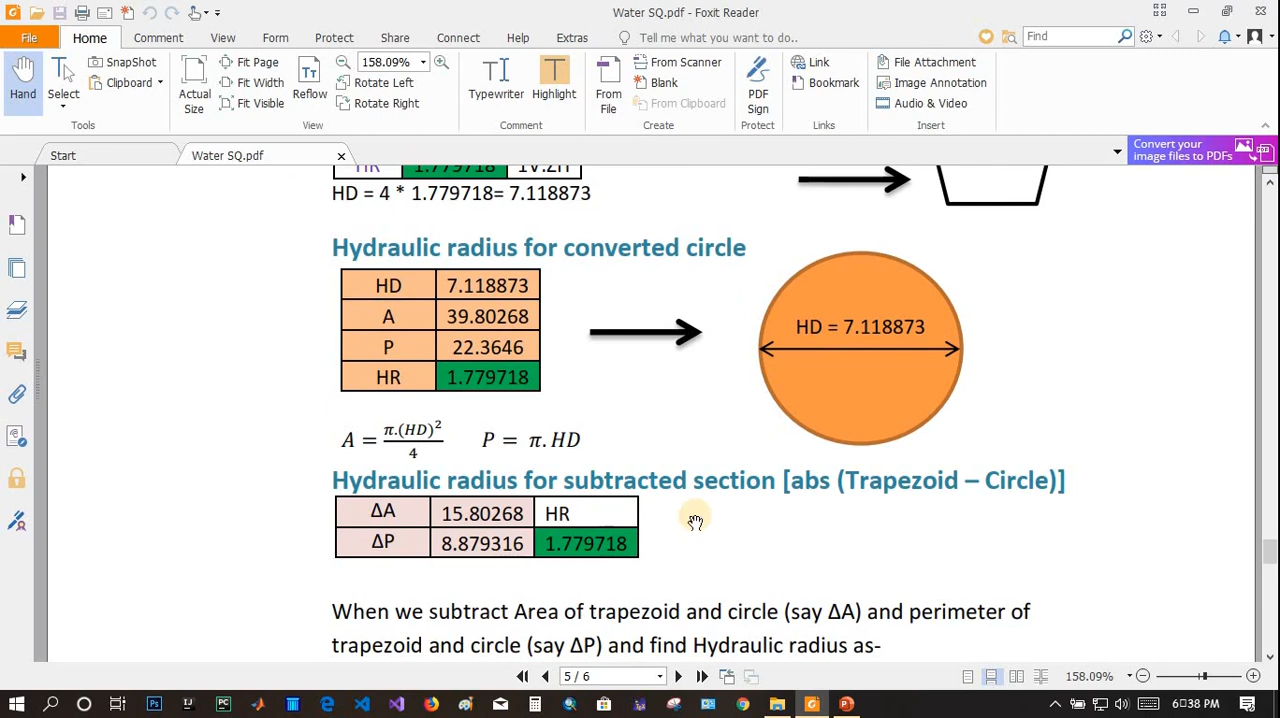 Water SQ.pdf - Foxit Reader
File Home Comment View Form Protect Share Connect Help Extras Tell me what you want to do.. Find
Hand
Select
SnapShot
Clipboard
Tools
Actual Size
Fit Page
Fit Width
Fit Visible
Reflow
158.09%
Rotate Left
Rotate Right
View
Typewriter
Highlight
Comment
From File
From Scanner
Blank
From Clipboard
Create
PDF Sign
Protect
Link
Bookmark
Links
File Attachment
Image Annotation
Audio & Video
Insert
Start
Water SQ.pdf
Convert your
image files to PDFs
HR 1.779718 1V:2H
HD = 4 * 1.779718= 7.118873
Hydraulic radius for converted circle
HD 7.118873
A 39.80268
P 22.3646
HR 1.779718
HD = 7.118873
A = π.(HD)²/4 P = π.HD
Hydraulic radius for subtracted section [abs (Trapezoid – Circle)]
ΔA 15.80268 HR
ΔP 8.879316 1.779718
When we subtract Area of trapezoid and circle (say ΔA) and perimeter of
trapezoid and circle (say ΔP) and find Hydraulic radius as-
5 / 6
158.09%
6:38 PM